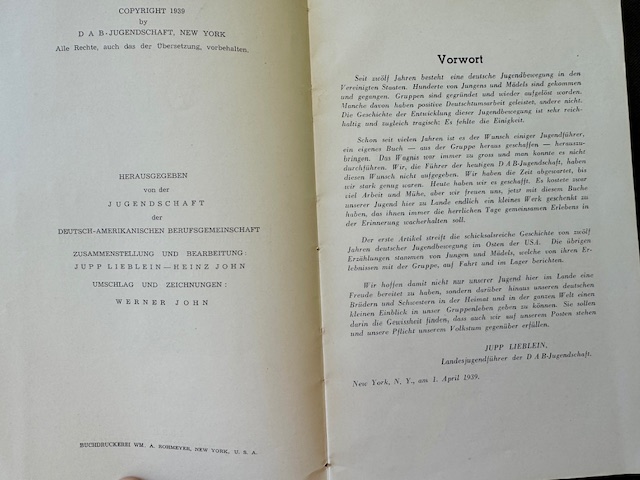 COPYRIGHT 1939
by
D A B - JUGENDSCHAFT, NEW YORK
Alle Rechte, auch das der Übersetzung, vorbehalten.
HERAUSGEGEBEN
von der
JUGENDSCHAFT
der
DEUTSCH-AMERIKANISCHEN BERUFSGEMEINSCHAFT
ZUSAMMENSTELLUNG UND BEARBEITUNG:
JUPP LIEBLEIN — HEINZ JOHN
UMSCHLAG UND ZEICHNUNGEN:
WERNER JOHN
BUCHDRUCKEREI WM. A. ROHMEYER, NEW YORK, U. S. A.
Vorwort
Seit zwölf Jahren besteht eine deutsche Jugendbewegung in den
Vereinigten Staaten. Hunderte von Jungens und Mädels sind gekommen
und gegangen. Gruppen sind gegründet und wieder aufgelöst worden.
Manche davon haben positive Deutschtumsarbeit geleistet, andere nicht.
Die Geschichte der Entwicklung dieser Jugendbewegung ist sehr reich-
haltig und zugleich tragisch: Es fehlte die Einigkeit.
Schon seit vielen Jahren ist es der Wunsch einiger Jugendführer,
ein eigenes Buch — aus der Gruppe heraus geschaffen — herauszu-
bringen. Das Wagnis war immer zu gross und man konnte es nicht
durchführen. Wir, die Führer der heutigen D A B-Jugendschaft, haben
diesen Wunsch nicht aufgegeben. Wir haben die Zeit abgewartet, bis
wir stark genug waren. Heute haben wir es geschafft. Es kostete zwar
viel Arbeit und Mühe, aber wir freuen uns, jetzt mit diesem Buche
unserer Jugend hier zu Lande endlich ein kleines Werk geschenkt zu
haben, das ihnen immer die herrlichen Tage gemeinsamen Erlebens in
der Erinnerung wacherhalten soll.
Der erste Artikel streift die schicksalsreiche Geschichte von zwölf
Jahren deutscher Jugendbewegung im Osten der USA. Die übrigen
Erzählungen stammen von Jungen und Mädels, welche von ihren Er-
lebnissen mit der Gruppe, auf Fahrt und im Lager berichten.
Wir hoffen damit nicht nur unserer Jugend hier im Lande eine
Freude bereitet zu haben, sondern darüber hinaus unseren deutschen
Brüdern und Schwestern in der Heimat und in der ganzen Welt einen
kleinen Einblick in unser Gruppenleben geben zu können. Sie sollen
darin die Gewissheit finden, dass auch wir auf unserem Posten stehen
und unsere Pflicht unserem Volkstum gegenüber erfüllen.
JUPP LIEBLEIN,
Landesjugendführer der D A B-Jugendschaft.
New York, N. Y., am 1. April 1939.